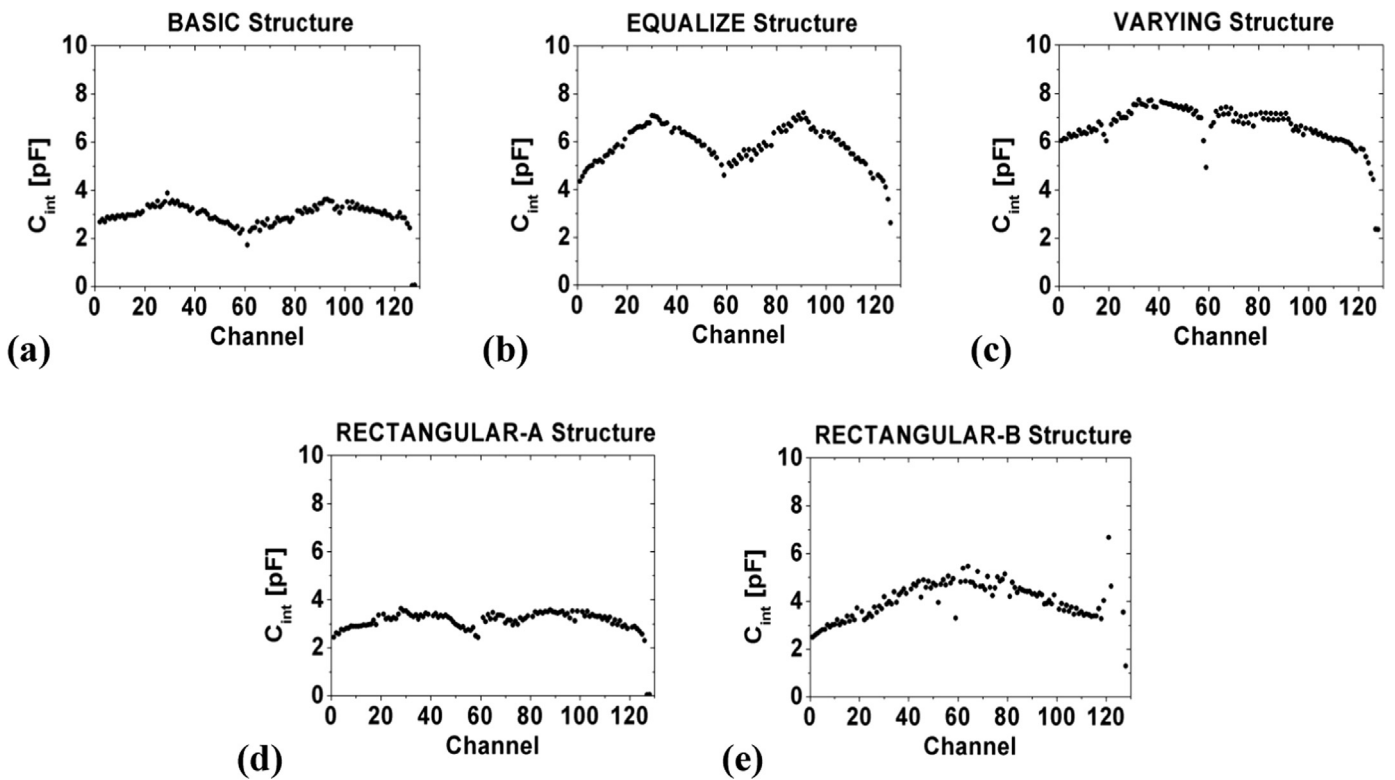 BASIC Structure
10
8
6
4
2
0
C_int [pF]
0 20 40 60 80 100 120
Channel
(a)
EQUALIZE Structure
10
8
6
4
2
0
C_int [pF]
0 20 40 60 80 100 120
Channel
(b)
VARYING Structure
10
8
6
4
2
0
C_int [pF]
0 20 40 60 80 100 120
Channel
(c)
RECTANGULAR-A Structure
10
8
6
4
2
0
C_int [pF]
0 20 40 60 80 100 120
Channel
(d)
RECTANGULAR-B Structure
10
8
6
4
2
0
C_int [pF]
0 20 40 60 80 100 120
Channel
(e)